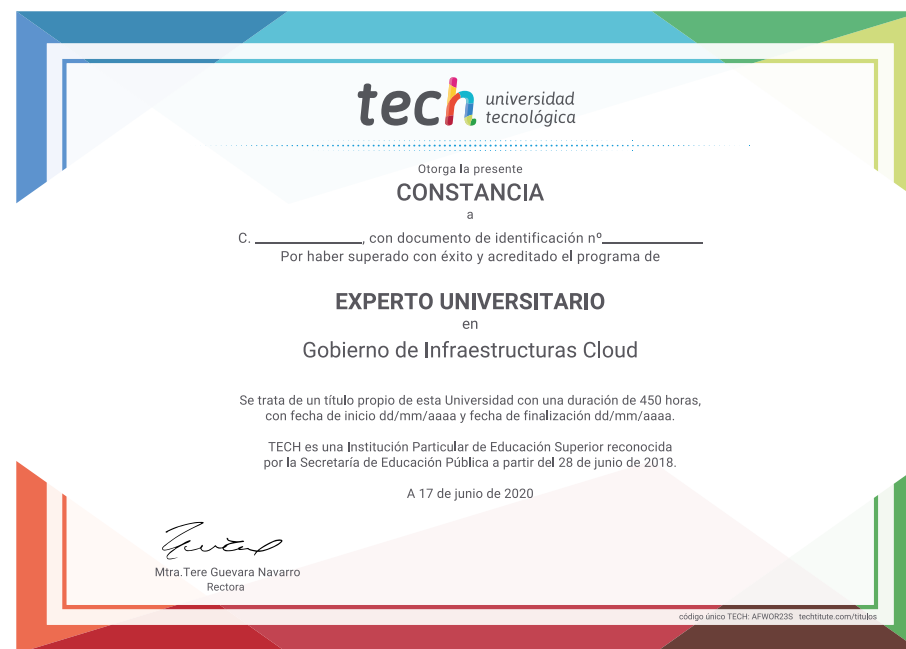 tech universidad
tecnológica
Otorga la presente
CONSTANCIA
a
C. ______________, con documento de identificación nº______________
Por haber superado con éxito y acreditado el programa de
EXPERTO UNIVERSITARIO
en
Gobierno de Infraestructuras Cloud
Se trata de un título propio de esta Universidad con una duración de 450 horas,
con fecha de inicio dd/mm/aaaa y fecha de finalización dd/mm/aaaa.
TECH es una Institución Particular de Educación Superior reconocida
por la Secretaría de Educación Pública a partir del 28 de junio de 2018.
A 17 de junio de 2020
Mtra.Tere Guevara Navarro
Rectora
código único TECH: AFWOR23S techtitute.com/titulos